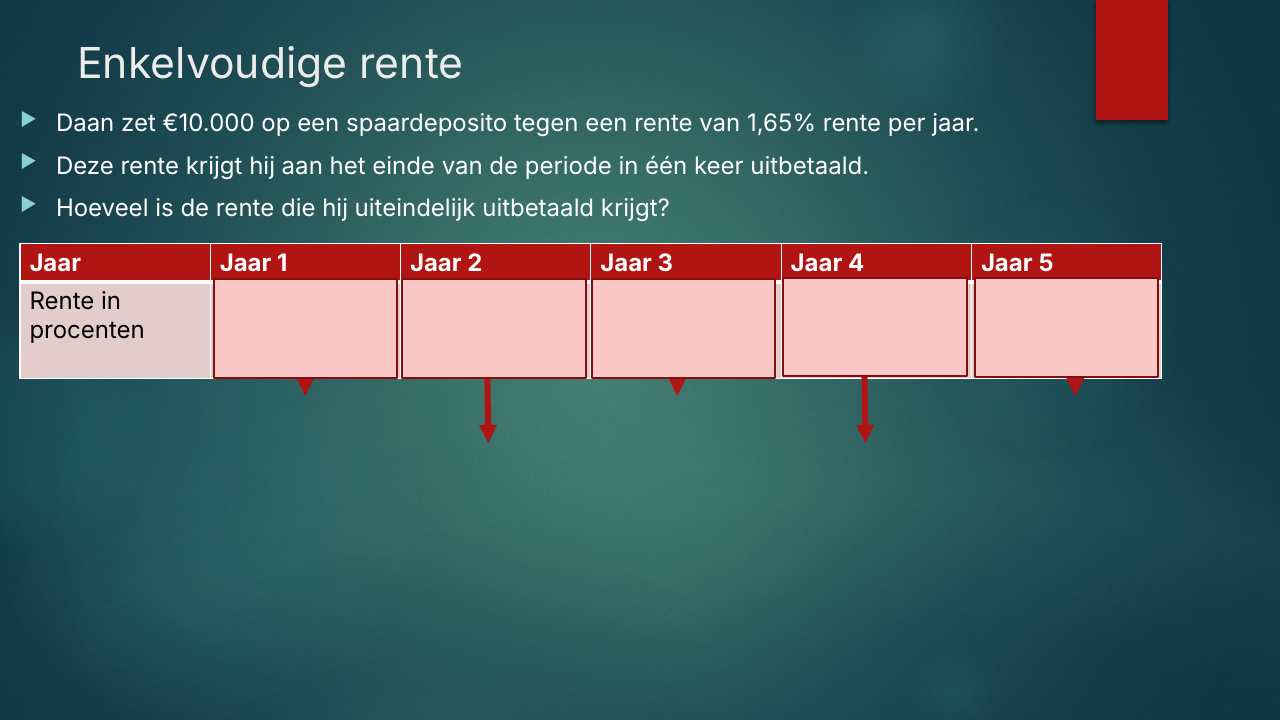 Enkelvoudige rente
Daan zet €10.000 op een spaardeposito tegen een rente van 1,65% rente per jaar.
Deze rente krijgt hij aan het einde van de periode in één keer uitbetaald.
Hoeveel is de rente die hij uiteindelijk uitbetaald krijgt?
Jaar Jaar 1 Jaar 2 Jaar 3 Jaar 4 Jaar 5
Rente in
procenten